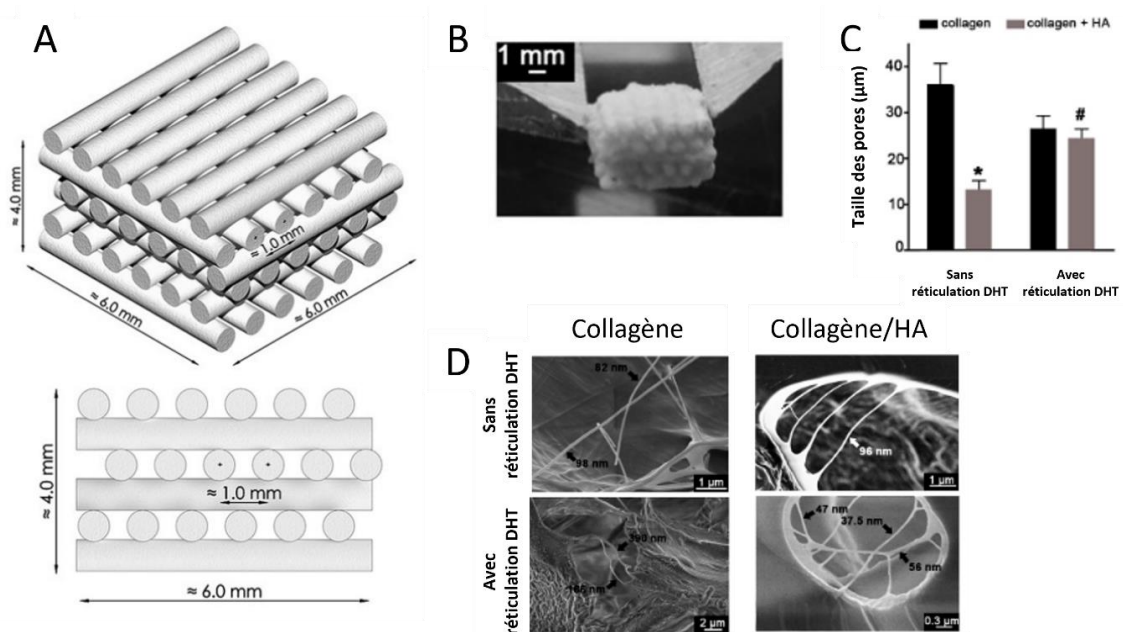 A
≈ 4.0 mm
≈ 1.0 mm
≈ 6.0 mm
≈ 6.0 mm
≈ 4.0 mm
≈ 1.0 mm
≈ 6.0 mm
B
1 mm
C
collagen
collagen + HA
Taille des pores (µm)
40
30
20
10
0
*
#
Sans
réticulation DHT
Avec
réticulation DHT
D
Collagène
Collagène/HA
Sans
réticulation DHT
82 nm
98 nm
1 µm
96 nm
1 µm
Avec
réticulation DHT
390 nm
2 µm
47 nm
37.5 nm
56 nm
0.3 µm